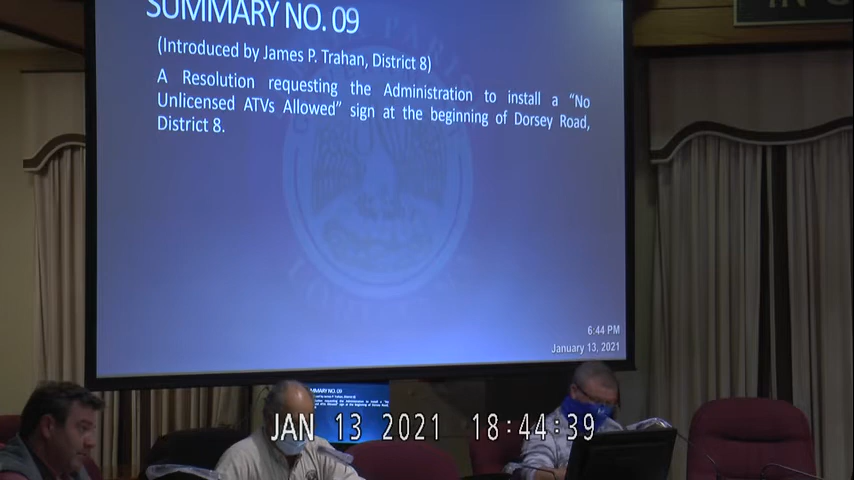 SUMMARY NO. 09
(Introduced by James P. Trahan, District 8)
A Resolution requesting the Administration to install a “No
Unlicensed ATVs Allowed” sign at the beginning of Dorsey Road,
District 8.
6:44 PM
January 13, 2021
JAN 13 2021 18:44:39